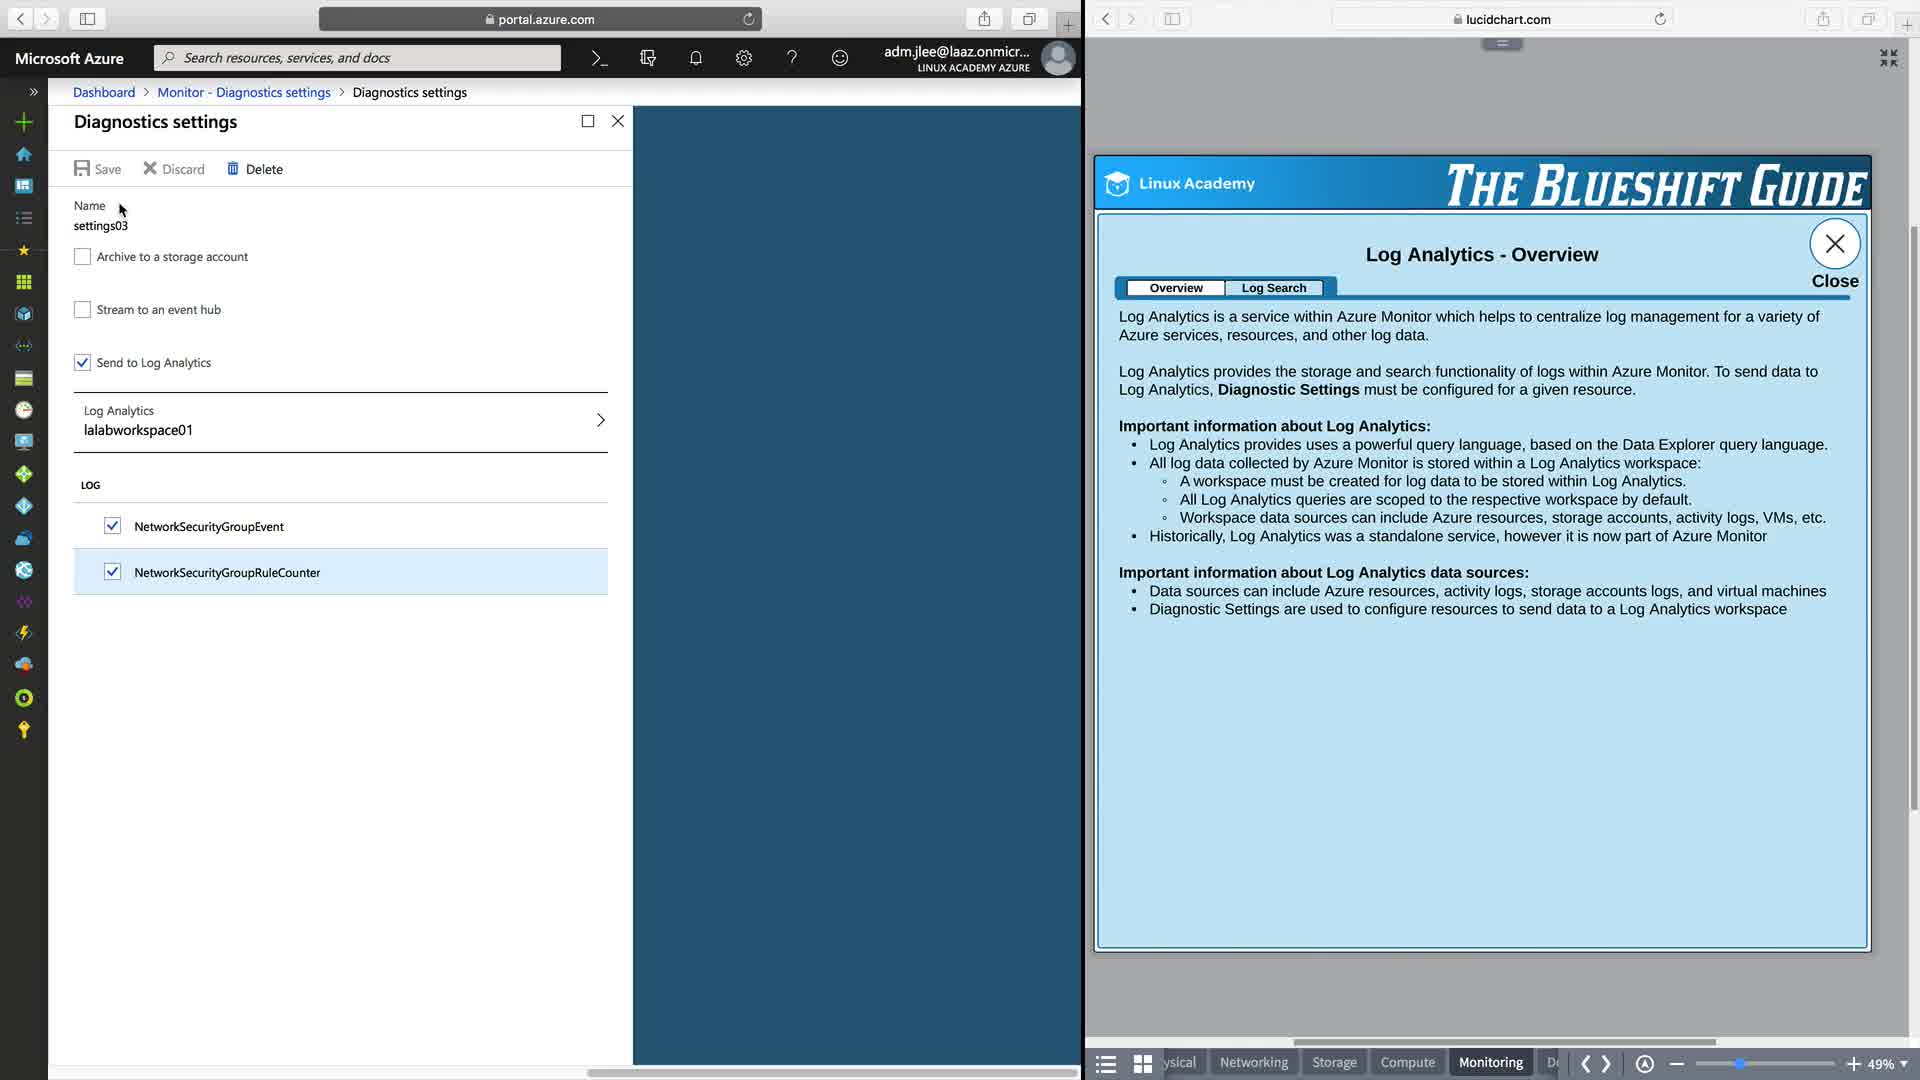 portal.azure.com
lucidchart.com
Microsoft Azure
Search resources, services, and docs
adm.jlee@laaz.onmicr...
LINUX ACADEMY AZURE
Dashboard > Monitor - Diagnostics settings > Diagnostics settings
Diagnostics settings
Save
Discard
Delete
Name
settings03
Archive to a storage account
Stream to an event hub
Send to Log Analytics
Log Analytics
lalabworkspace01
LOG
NetworkSecurityGroupEvent
NetworkSecurityGroupRuleCounter
Linux Academy
THE BLUESHIFT GUIDE
Log Analytics - Overview
Close
Overview
Log Search
Log Analytics is a service within Azure Monitor which helps to centralize log management for a variety of
Azure services, resources, and other log data.
Log Analytics provides the storage and search functionality of logs within Azure Monitor. To send data to
Log Analytics, Diagnostic Settings must be configured for a given resource.
Important information about Log Analytics:
• Log Analytics provides uses a powerful query language, based on the Data Explorer query language.
• All log data collected by Azure Monitor is stored within a Log Analytics workspace:
◦ A workspace must be created for log data to be stored within Log Analytics.
◦ All Log Analytics queries are scoped to the respective workspace by default.
◦ Workspace data sources can include Azure resources, storage accounts, activity logs, VMs, etc.
• Historically, Log Analytics was a standalone service, however it is now part of Azure Monitor
Important information about Log Analytics data sources:
• Data sources can include Azure resources, activity logs, storage accounts logs, and virtual machines
• Diagnostic Settings are used to configure resources to send data to a Log Analytics workspace
ysical
Networking
Storage
Compute
Monitoring
49%